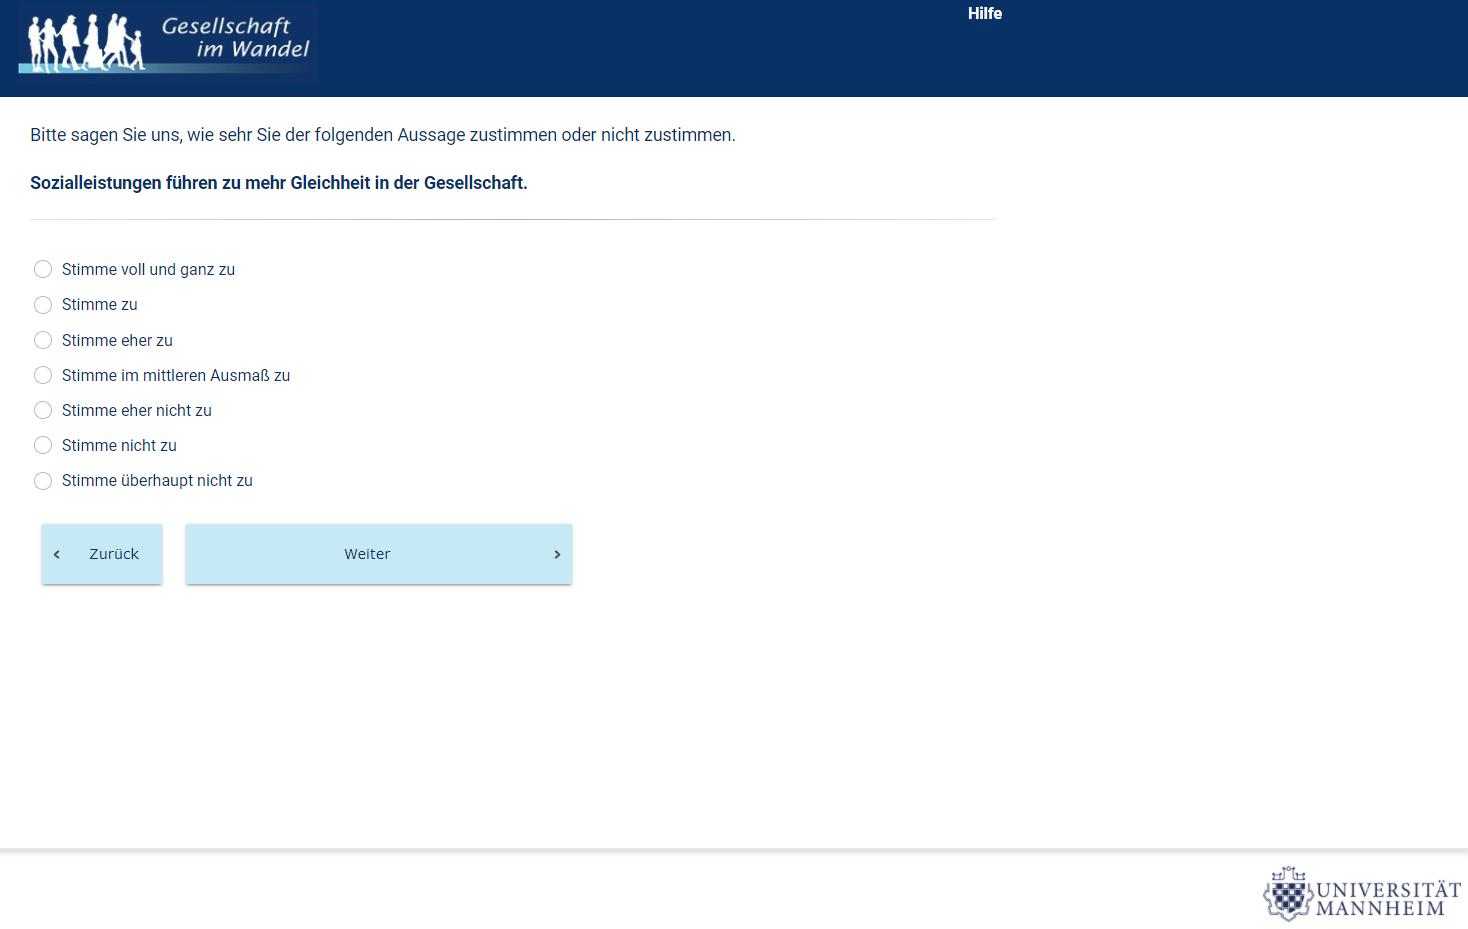 Gesellschaft
im Wandel
Hilfe
Bitte sagen Sie uns, wie sehr Sie der folgenden Aussage zustimmen oder nicht zustimmen.
Sozialleistungen führen zu mehr Gleichheit in der Gesellschaft.
Stimme voll und ganz zu
Stimme zu
Stimme eher zu
Stimme im mittleren Ausmaß zu
Stimme eher nicht zu
Stimme nicht zu
Stimme überhaupt nicht zu
Zurück
Weiter
UNIVERSITÄT
MANNHEIM